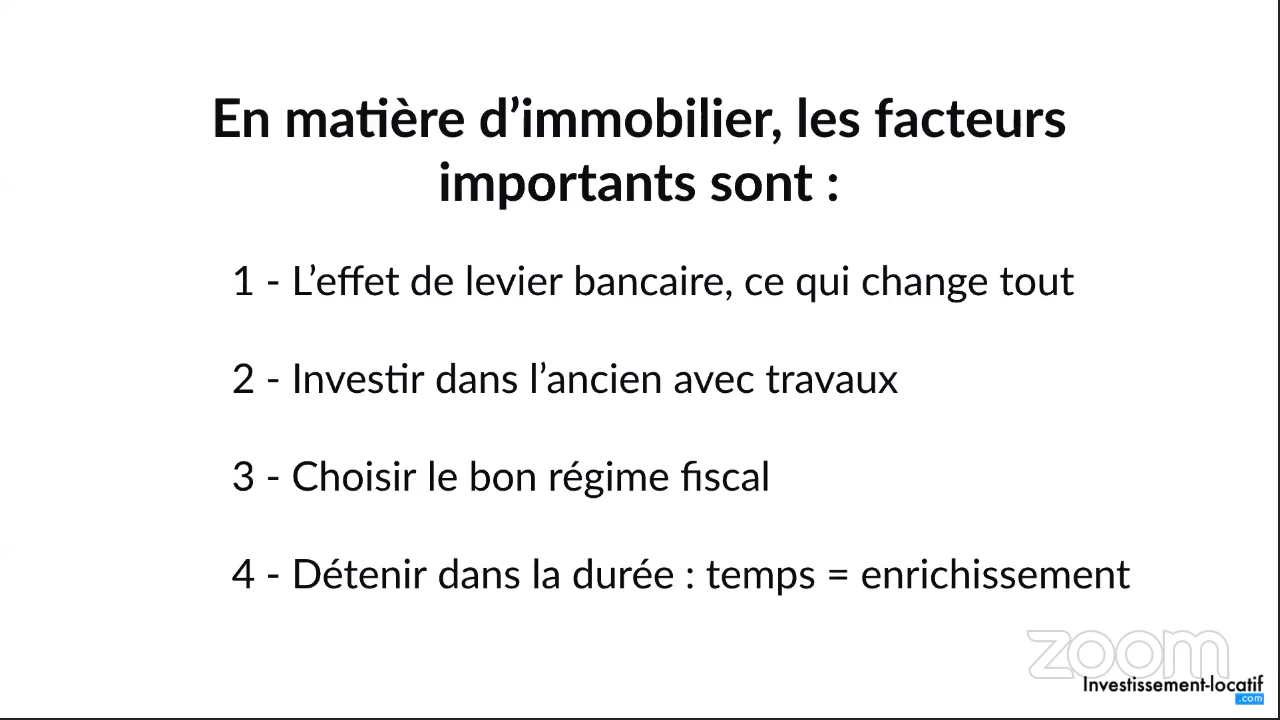 En matière d’immobilier, les facteurs
importants sont :
1 - L’effet de levier bancaire, ce qui change tout
2 - Investir dans l’ancien avec travaux
3 - Choisir le bon régime fiscal
4 - Détenir dans la durée : temps = enrichissement
zoom
Investissement-locatif
.com